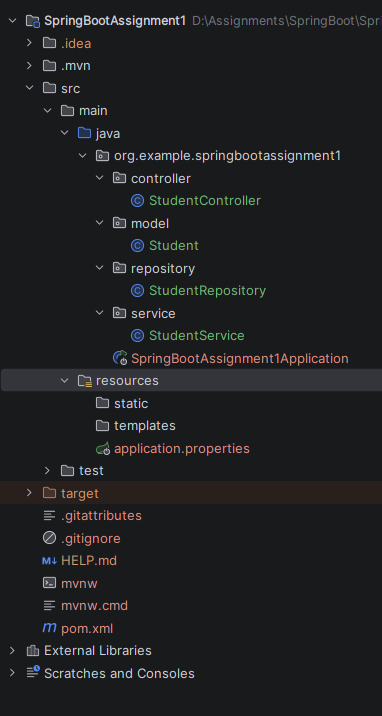 SpringBootAssignment1 D:\Assignments\SpringBoot\Spr
.idea
.mvn
src
main
java
org.example.springbootassignment1
controller
StudentController
model
Student
repository
StudentRepository
service
StudentService
SpringBootAssignment1Application
resources
static
templates
application.properties
test
target
.gitattributes
.gitignore
M↓ HELP.md
mvnw
mvnw.cmd
m pom.xml
External Libraries
Scratches and Consoles